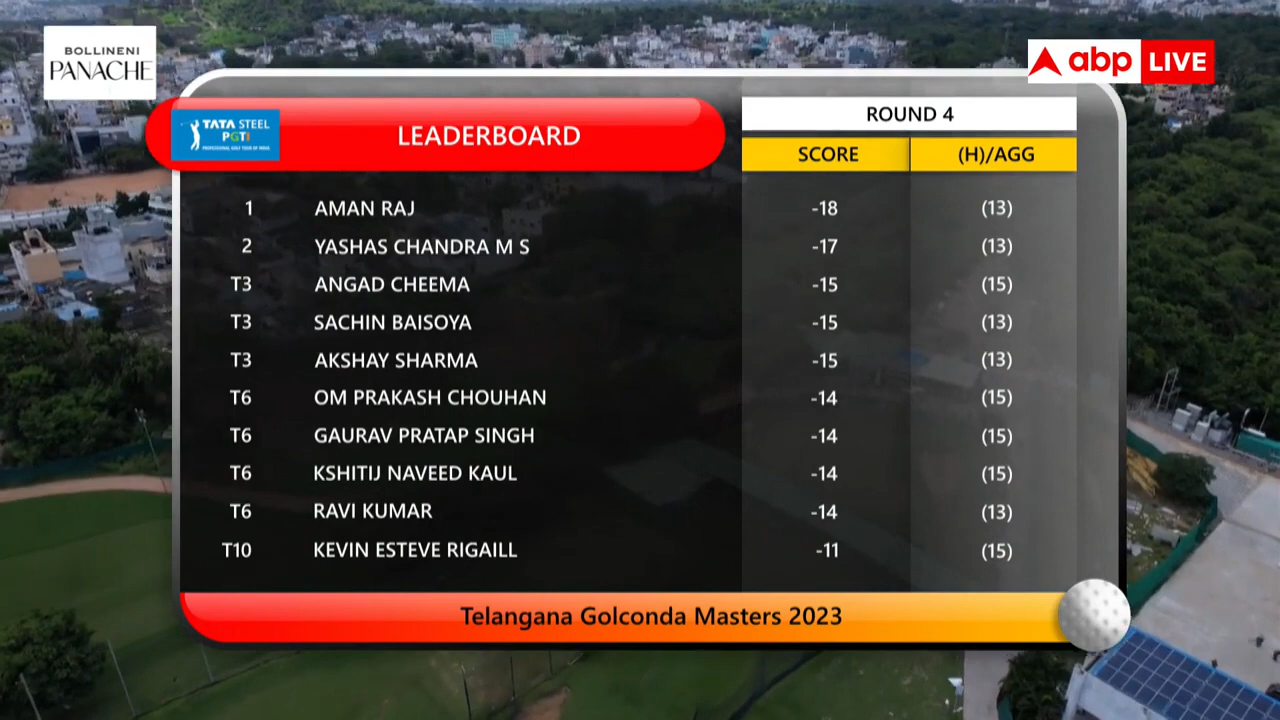 BOLLINENI
PANACHE
abp LIVE
TATA STEEL
PGTI
PROFESSIONAL GOLF TOUR OF INDIA
LEADERBOARD
ROUND 4
SCORE (H)/AGG
1 AMAN RAJ -18 (13)
2 YASHAS CHANDRA M S -17 (13)
T3 ANGAD CHEEMA -15 (15)
T3 SACHIN BAISOYA -15 (13)
T3 AKSHAY SHARMA -15 (13)
T6 OM PRAKASH CHOUHAN -14 (15)
T6 GAURAV PRATAP SINGH -14 (15)
T6 KSHITIJ NAVEED KAUL -14 (15)
T6 RAVI KUMAR -14 (13)
T10 KEVIN ESTEVE RIGAILL -11 (15)
Telangana Golconda Masters 2023